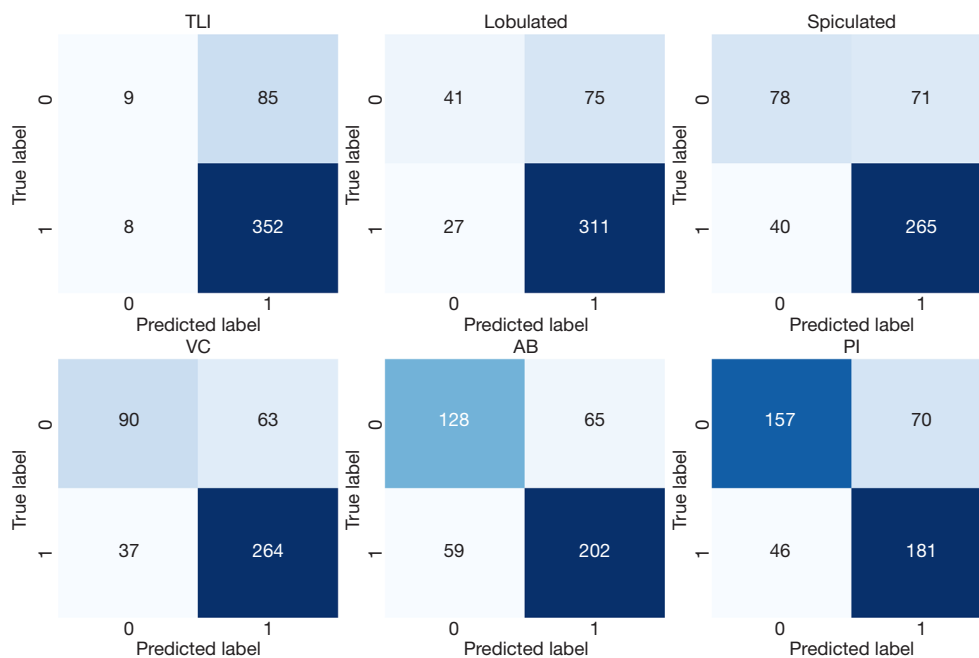 TLI
Lobulated
Spiculated
0 9 85
0 41 75
0 78 71
True label
True label
True label
1 8 352
1 27 311
1 40 265
0 1
0 1
0 1
Predicted label
Predicted label
Predicted label
VC
AB
PI
0 90 63
0 128 65
0 157 70
True label
True label
True label
1 37 264
1 59 202
1 46 181
0 1
0 1
0 1
Predicted label
Predicted label
Predicted label